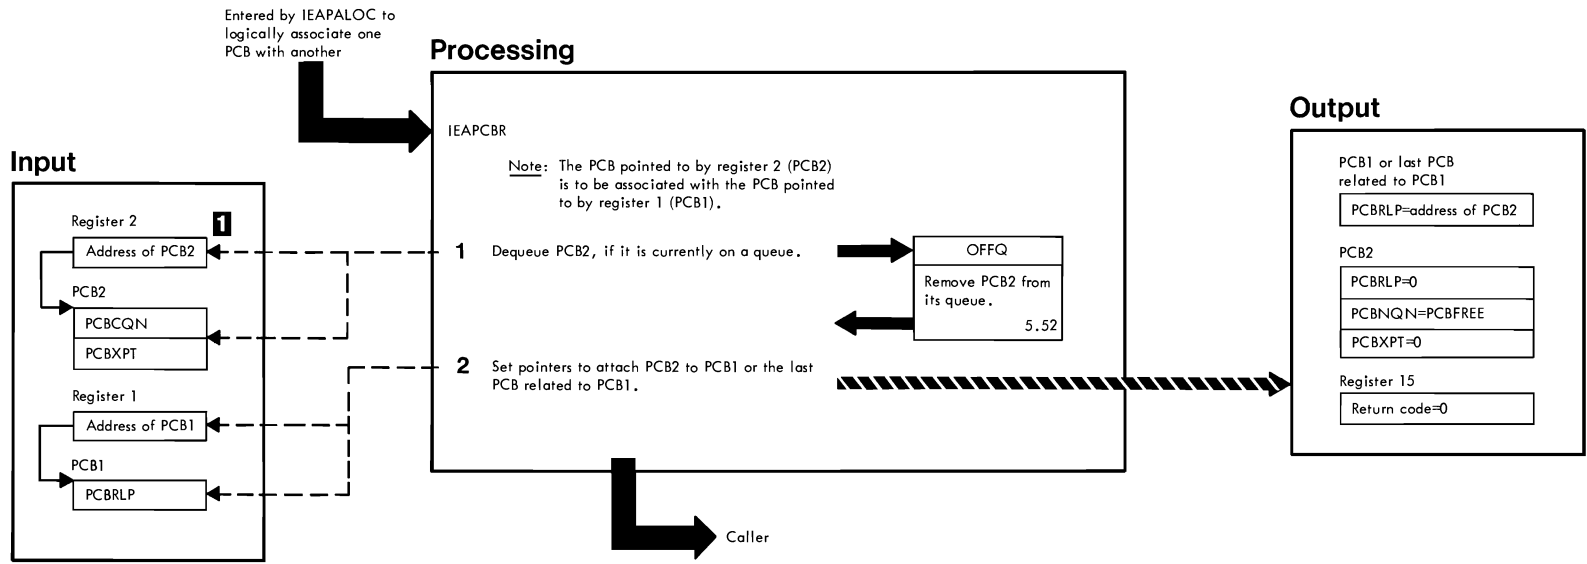 Entered by IEAPALOC to
logically associate one
PCB with another
Processing
IEAPCBR
Note: The PCB pointed to by register 2 (PCB2)
is to be associated with the PCB pointed
to by register 1 (PCB1).
1 Dequeue PCB2, if it is currently on a queue.
OFFQ
Remove PCB2 from
its queue.
5.52
2 Set pointers to attach PCB2 to PCB1 or the last
PCB related to PCB1.
Caller
Input
Register 2
1
Address of PCB2
PCB2
PCBCQN
PCBXPT
Register 1
Address of PCB1
PCB1
PCBRLP
Output
PCB1 or last PCB
related to PCB1
PCBRLP=address of PCB2
PCB2
PCBRLP=0
PCBNQN=PCBFREE
PCBXPT=0
Register 15
Return code=0